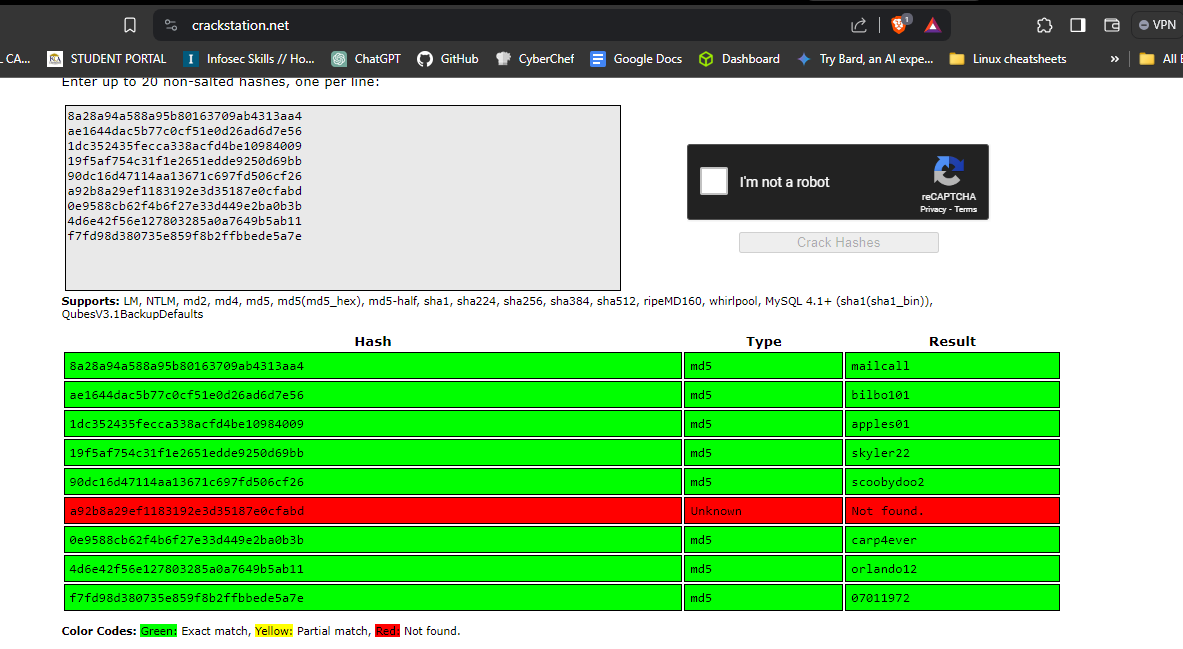 crackstation.net
1
VPN
CA...
STUDENT PORTAL
Infosec Skills // Ho...
ChatGPT
GitHub
CyberChef
Google Docs
Dashboard
Try Bard, an AI expe...
Linux cheatsheets
»
All
Enter up to 20 non-salted hashes, one per line:
8a28a94a588a95b80163709ab4313aa4
ae1644dac5b77c0cf51e0d26ad6d7e56
1dc352435fecca338acfd4be10984009
19f5af754c31f1e2651edde9250d69bb
90dc16d47114aa13671c697fd506cf26
a92b8a29ef1183192e3d35187e0cfabd
0e9588cb62f4b6f27e33d449e2ba0b3b
4d6e42f56e127803285a0a7649b5ab11
f7fd98d380735e859f8b2ffbbede5a7e
I'm not a robot
reCAPTCHA
Privacy - Terms
Crack Hashes
Supports: LM, NTLM, md2, md4, md5, md5(md5_hex), md5-half, sha1, sha224, sha256, sha384, sha512, ripeMD160, whirlpool, MySQL 4.1+ (sha1(sha1_bin)),
QubesV3.1BackupDefaults
Hash Type Result
8a28a94a588a95b80163709ab4313aa4 md5 mailcall
ae1644dac5b77c0cf51e0d26ad6d7e56 md5 bilbo101
1dc352435fecca338acfd4be10984009 md5 apples01
19f5af754c31f1e2651edde9250d69bb md5 skyler22
90dc16d47114aa13671c697fd506cf26 md5 scoobydoo2
a92b8a29ef1183192e3d35187e0cfabd Unknown Not found.
0e9588cb62f4b6f27e33d449e2ba0b3b md5 carp4ever
4d6e42f56e127803285a0a7649b5ab11 md5 orlando12
f7fd98d380735e859f8b2ffbbede5a7e md5 07011972
Color Codes: Green: Exact match, Yellow: Partial match, Red: Not found.